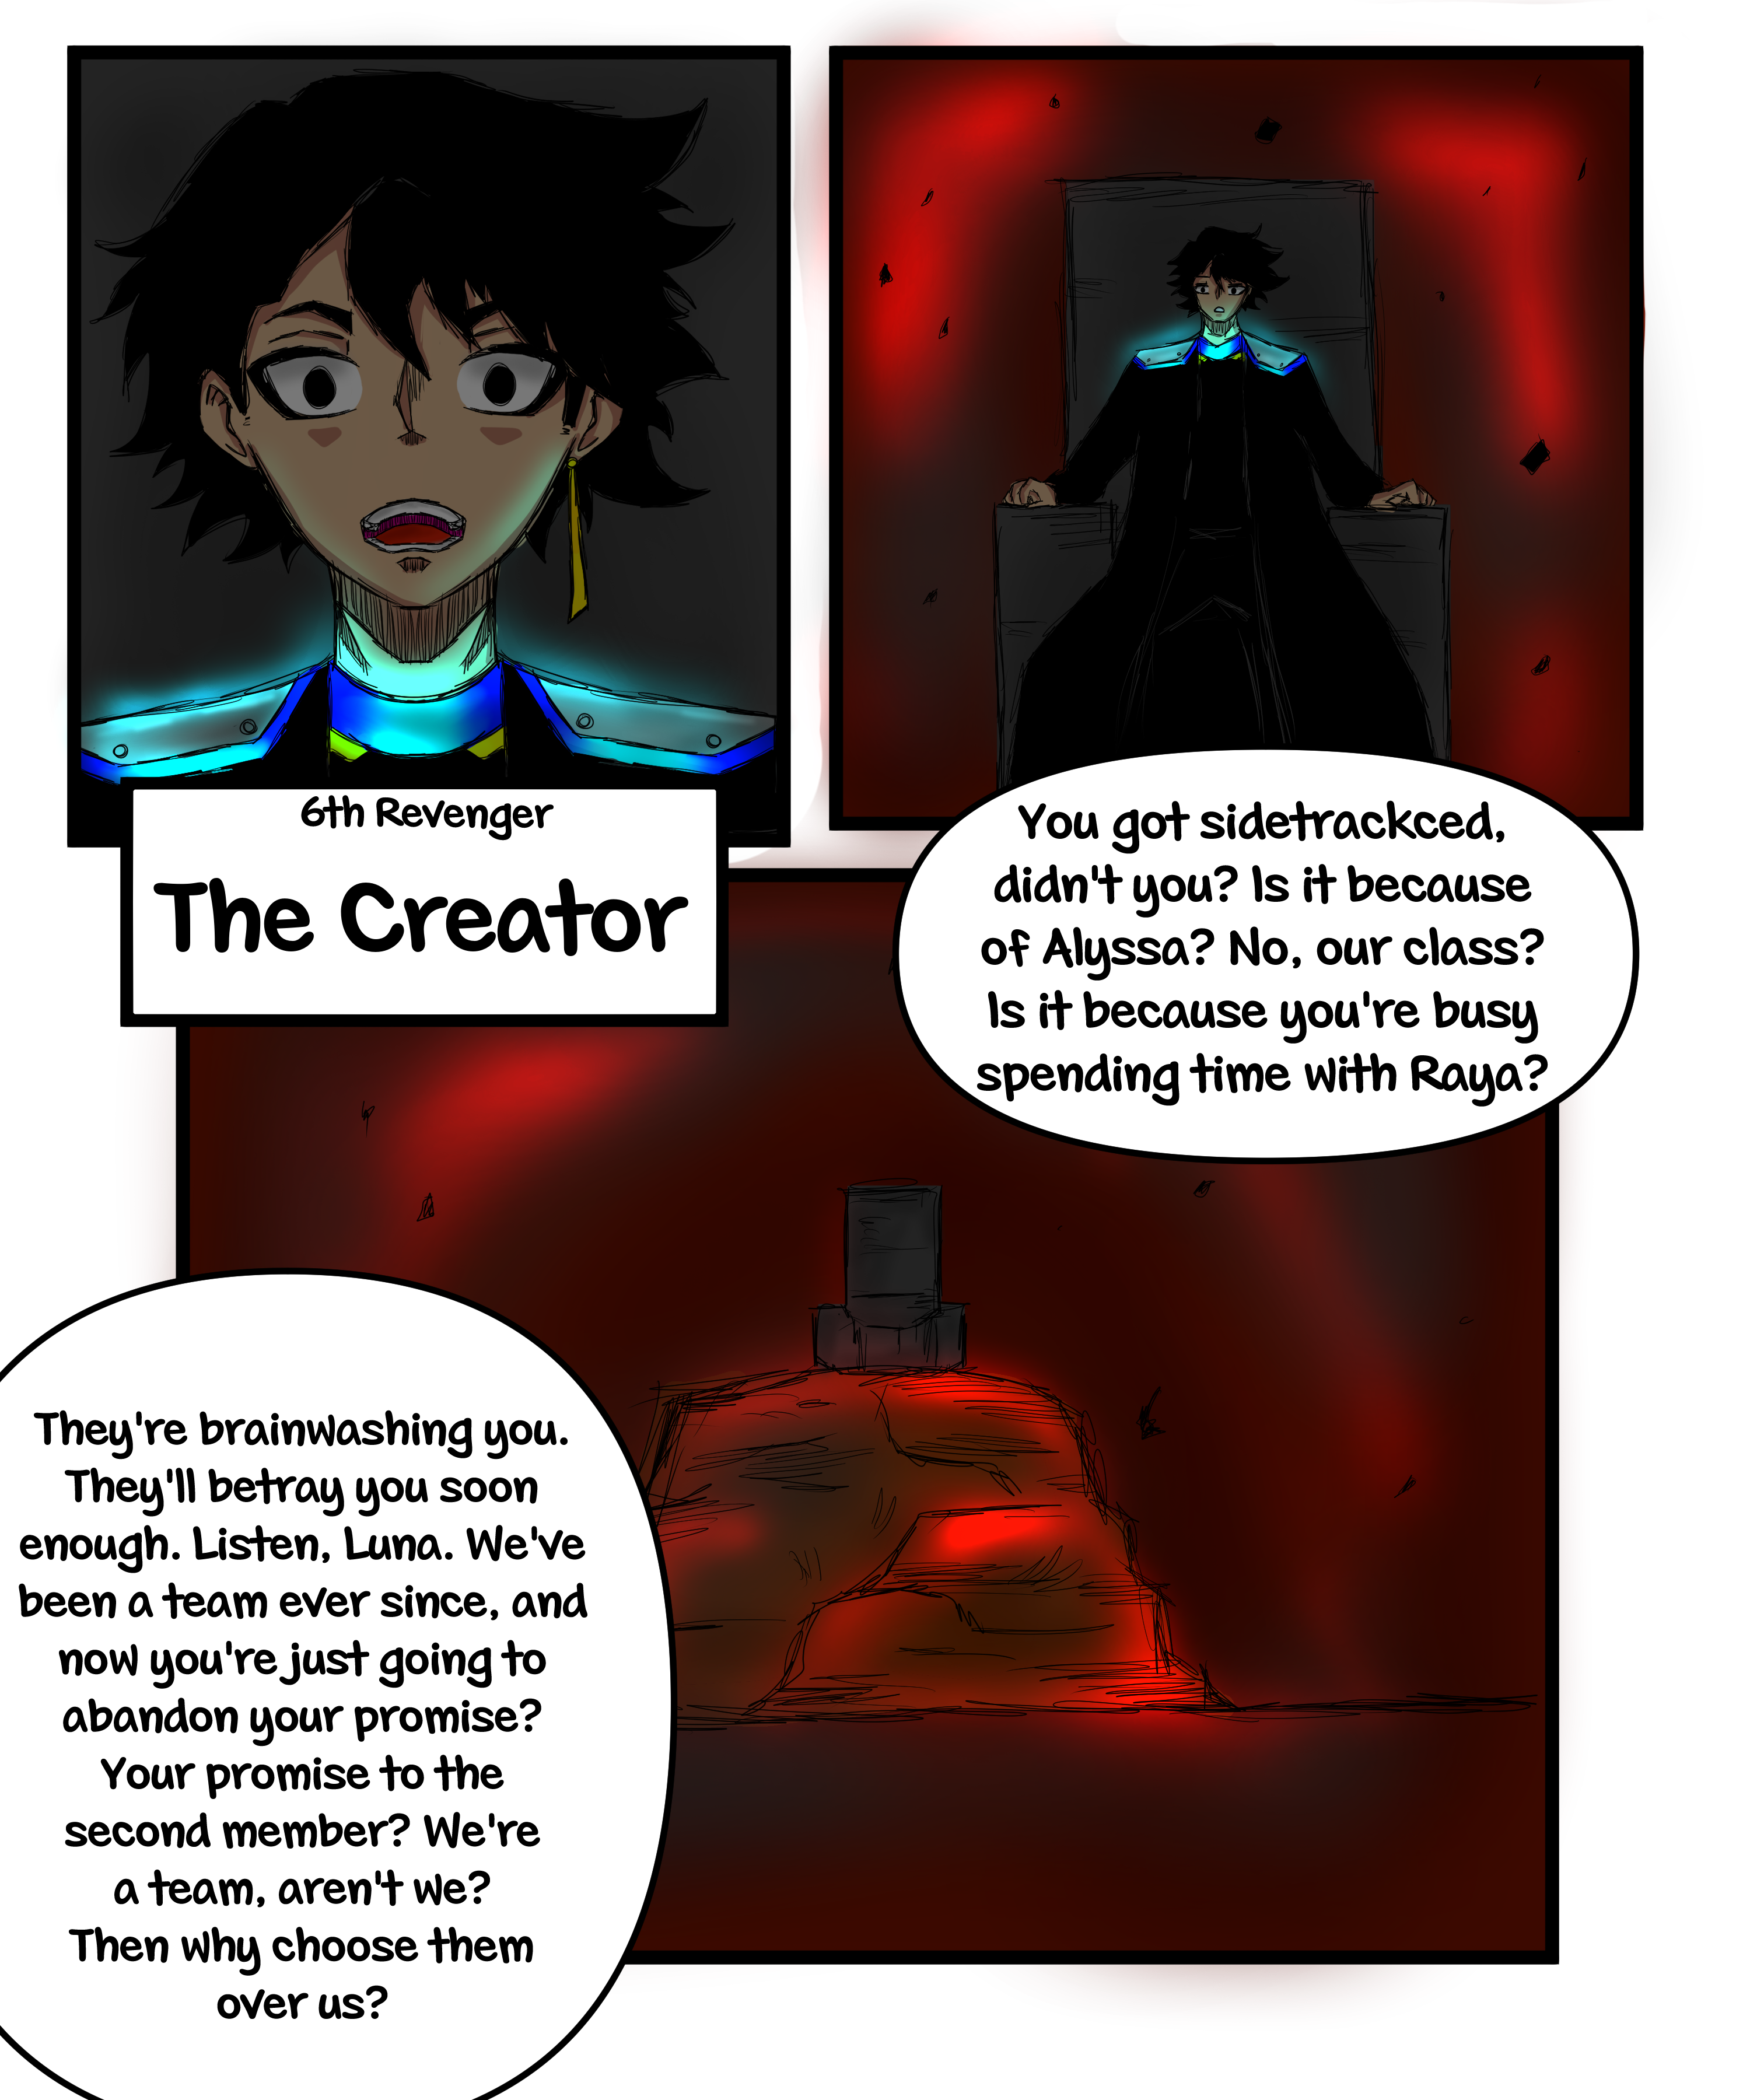 6th Revenger
The Creator
You got sidetrackced,
didn't you? Is it because
of Alyssa? No, our class?
Is it because you're busy
spending time with Raya?
They're brainwashing you.
They'll betray you soon
enough. Listen, Luna. We've
been a team ever since, and
now you're just going to
abandon your promise?
Your promise to the
second member? We're
a team, aren't we?
Then why choose them
over us?